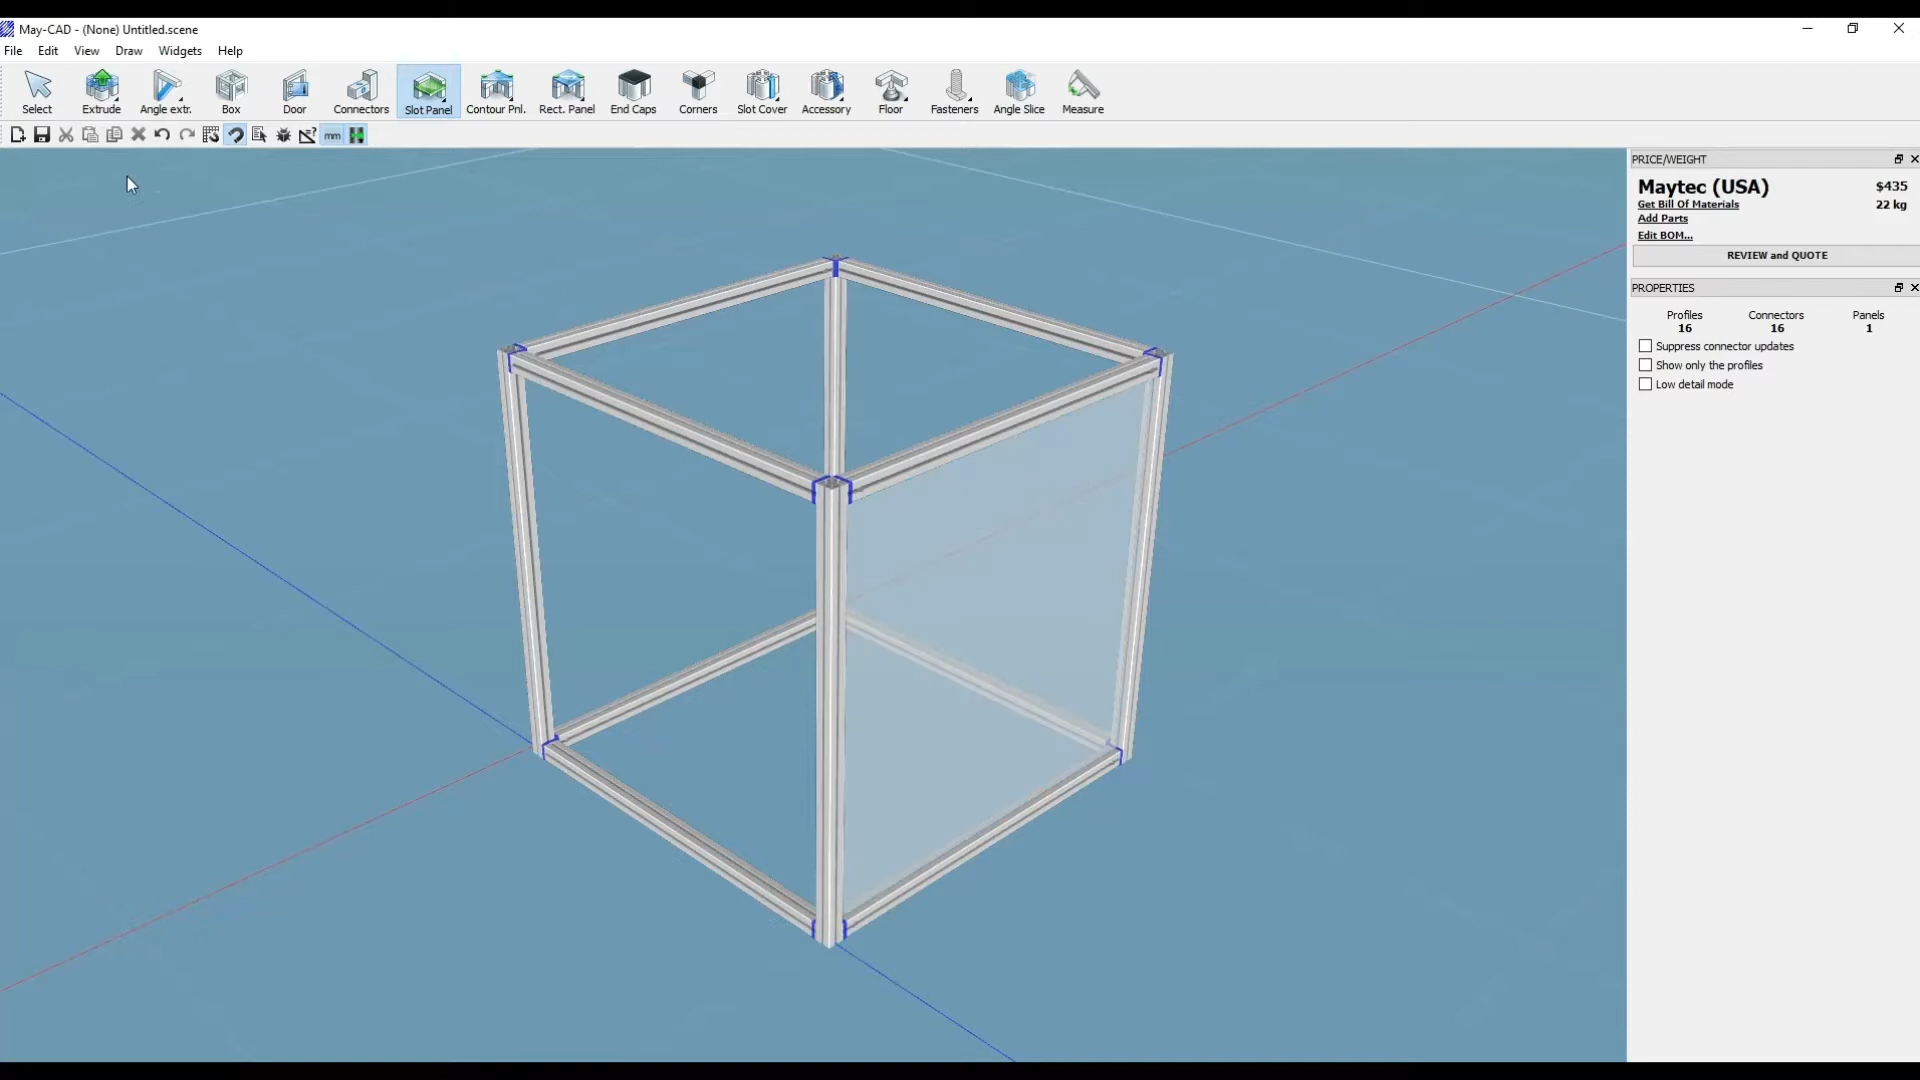 May-CAD - (None) Untitled.scene
File Edit View Draw Widgets Help
Select Extrude Angle extr. Box Door Connectors Slot Panel Contour Pnl. Rect. Panel End Caps Corners Slot Cover Accessory Floor Fasteners Angle Slice Measure
mm
PRICE/WEIGHT
Maytec (USA) $435
Get Bill Of Materials 22 kg
Add Parts
Edit BOM...
REVIEW and QUOTE
PROPERTIES
Profiles Connectors Panels
16 16 1
Suppress connector updates
Show only the profiles
Low detail mode